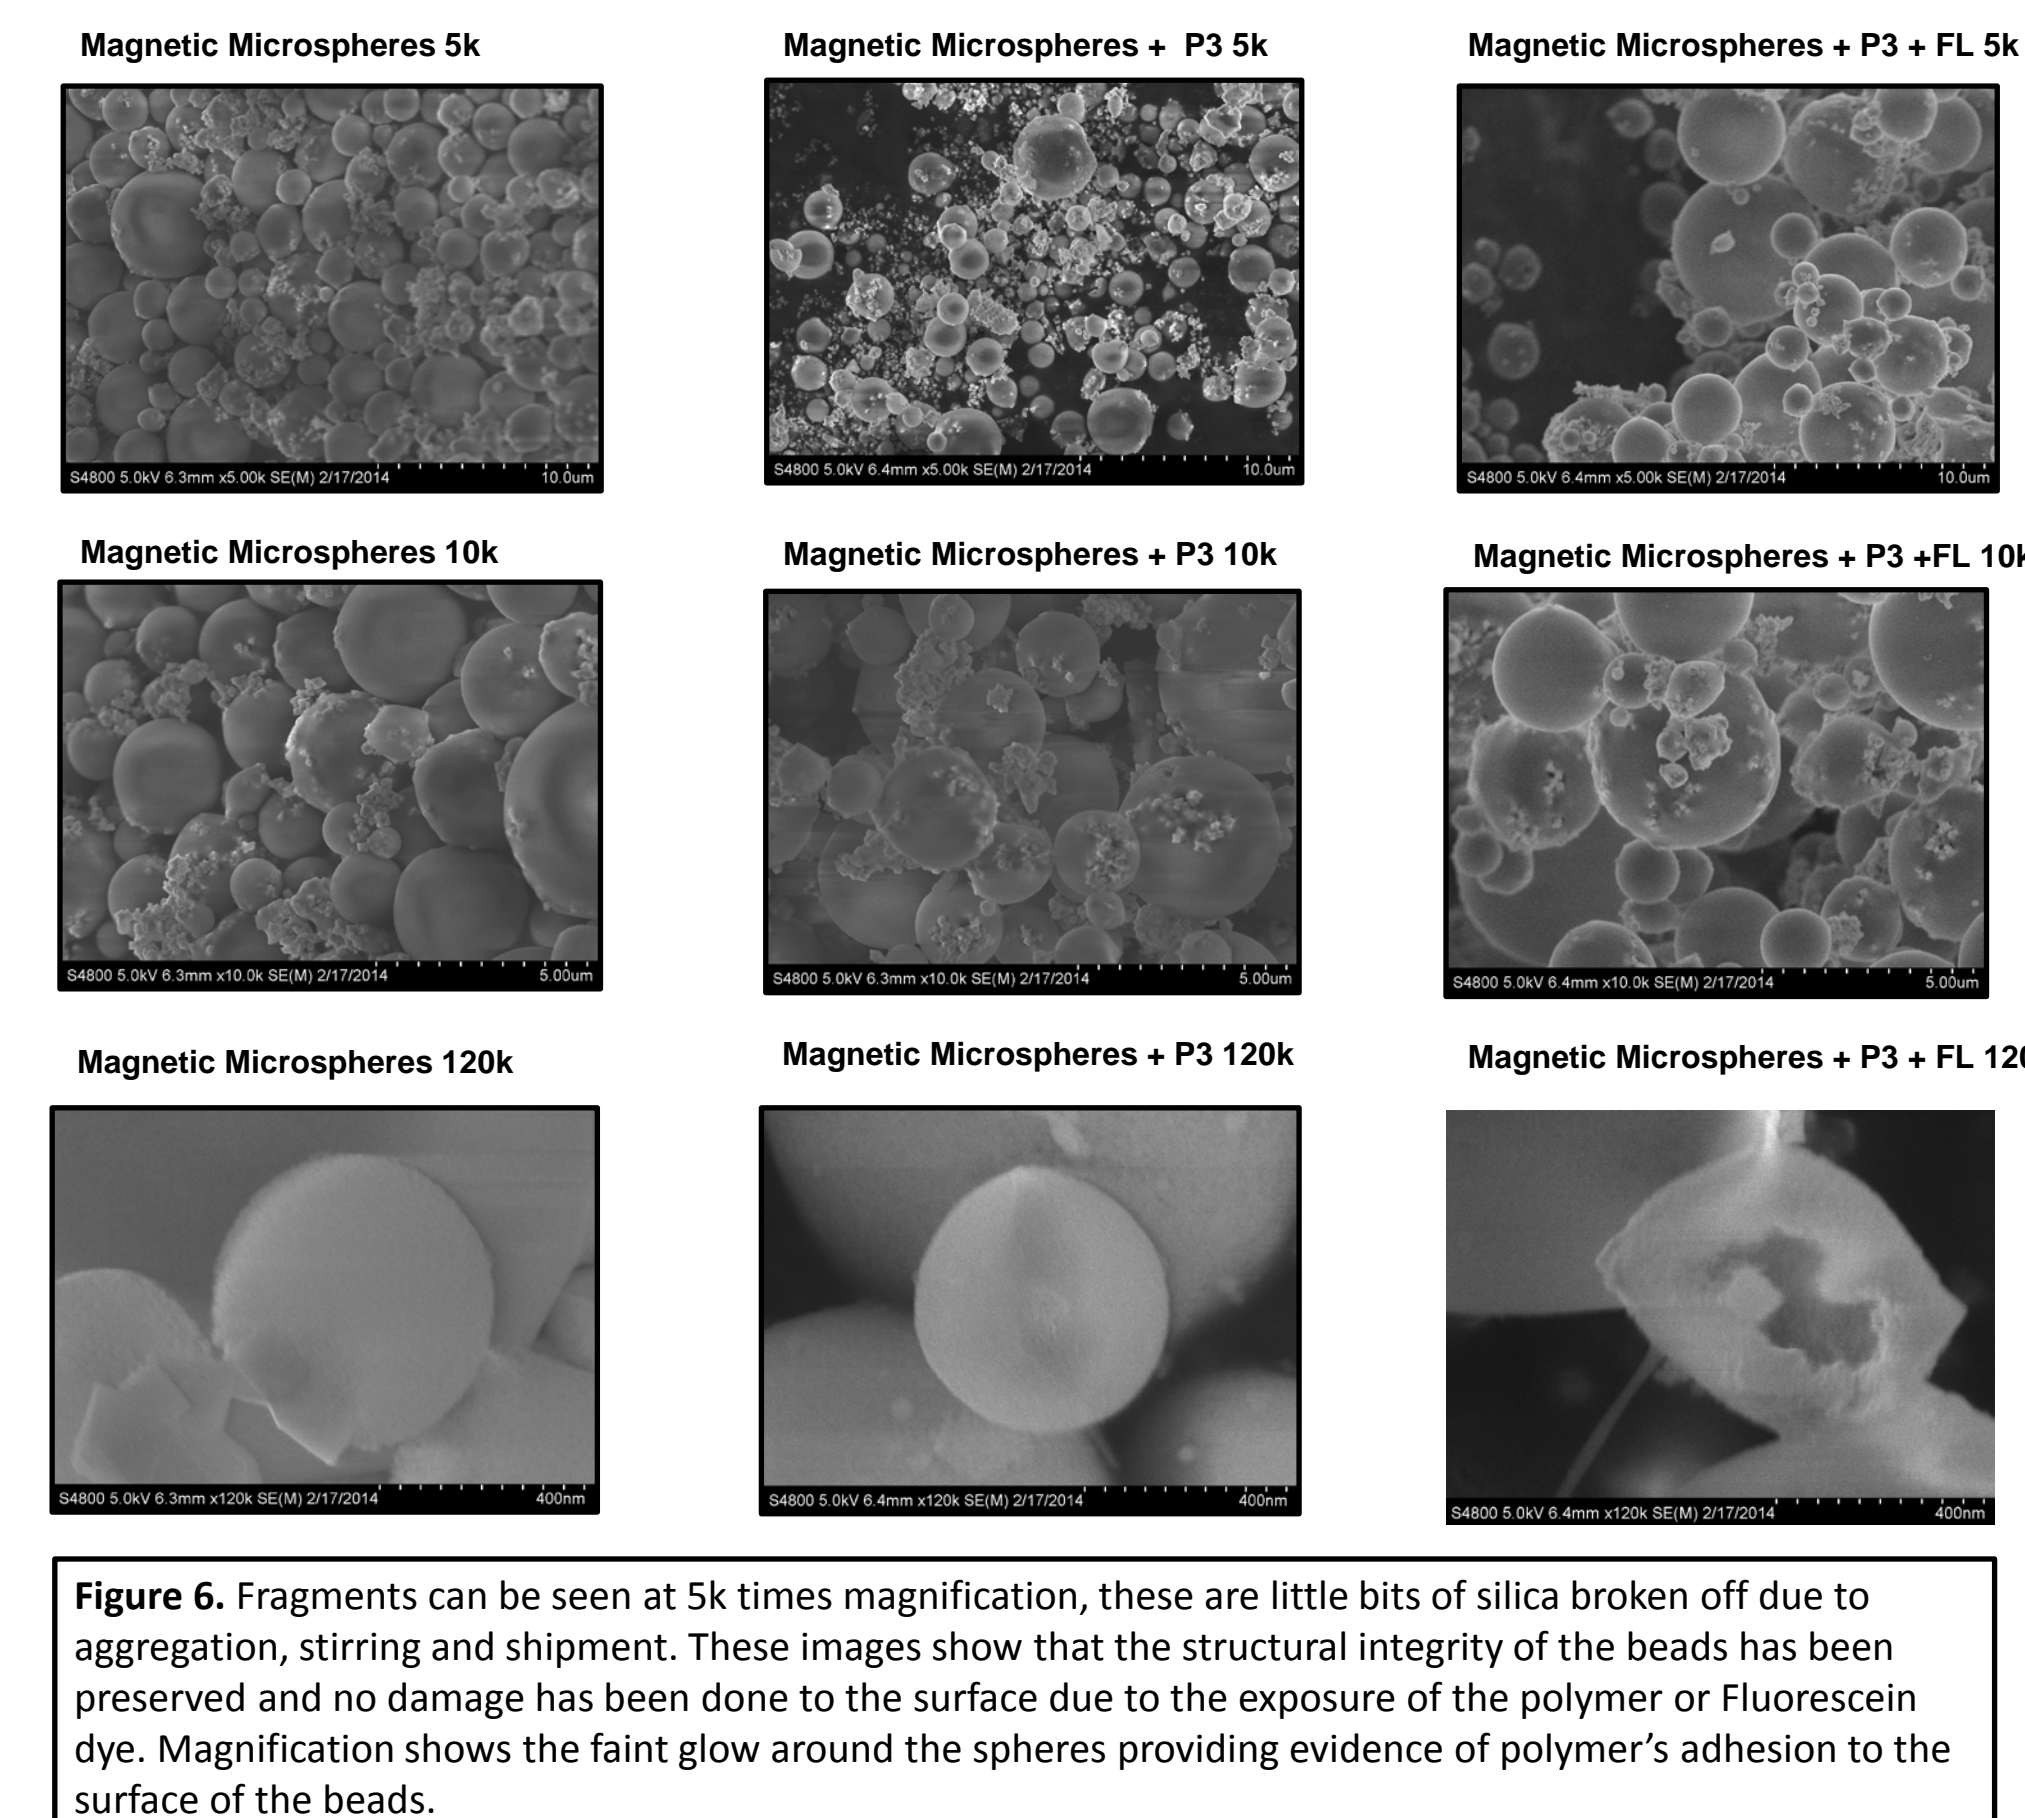 Magnetic Microspheres 5k
Magnetic Microspheres + P3 5k
Magnetic Microspheres + P3 + FL 5k
S4800 5.0kV 6.3mm x5.00k SE(M) 2/17/2014 10.0um
S4800 5.0kV 6.4mm x5.00k SE(M) 2/17/2014 10.0um
S4800 5.0kV 6.4mm x5.00k SE(M) 2/17/2014 10.0um
Magnetic Microspheres 10k
Magnetic Microspheres + P3 10k
Magnetic Microspheres + P3 +FL 10k
S4800 5.0kV 6.3mm x10.0k SE(M) 2/17/2014 5.00um
S4800 5.0kV 6.3mm x10.0k SE(M) 2/17/2014 5.00um
S4800 5.0kV 6.4mm x10.0k SE(M) 2/17/2014 5.00um
Magnetic Microspheres 120k
Magnetic Microspheres + P3 120k
Magnetic Microspheres + P3 + FL 120
S4800 5.0kV 6.3mm x120k SE(M) 2/17/2014 400nm
S4800 5.0kV 6.4mm x120k SE(M) 2/17/2014 400nm
S4800 5.0kV 6.4mm x120k SE(M) 2/17/2014 400nm
Figure 6. Fragments can be seen at 5k times magnification, these are little bits of silica broken off due to
aggregation, stirring and shipment. These images show that the structural integrity of the beads has been
preserved and no damage has been done to the surface due to the exposure of the polymer or Fluorescein
dye. Magnification shows the faint glow around the spheres providing evidence of polymer’s adhesion to the
surface of the beads.